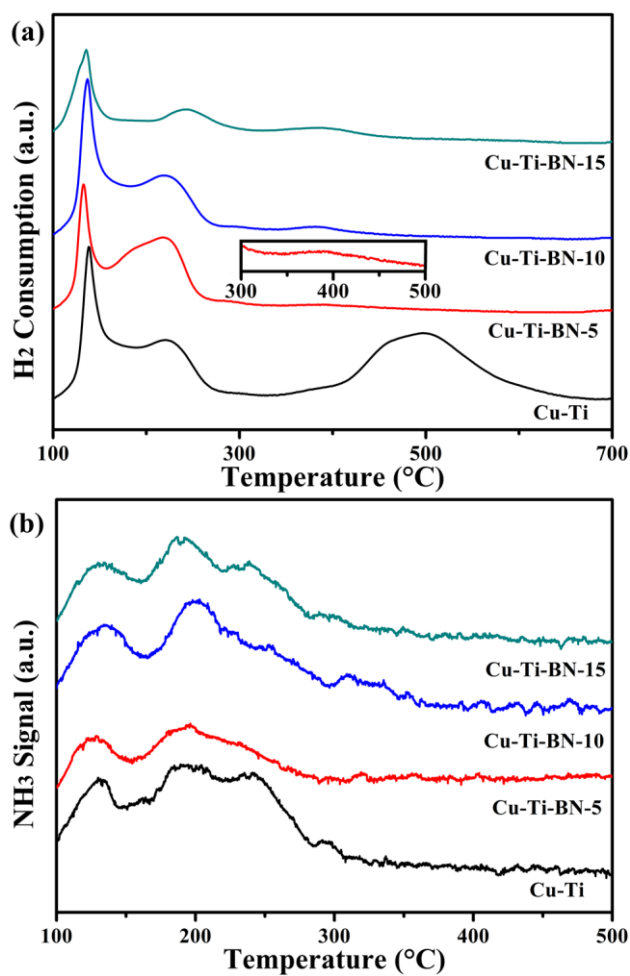 (a)
H2 Consumption (a.u.)
Cu-Ti-BN-15
Cu-Ti-BN-10
300 400 500
Cu-Ti-BN-5
Cu-Ti
100 300 500 700
Temperature (°C)
(b)
NH3 Signal (a.u.)
Cu-Ti-BN-15
Cu-Ti-BN-10
Cu-Ti-BN-5
Cu-Ti
100 200 300 400 500
Temperature (°C)